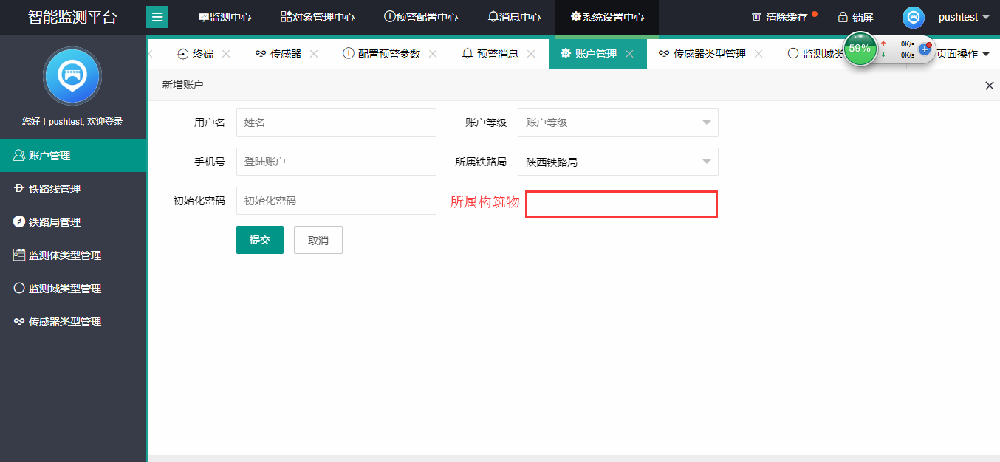 智能监测平台
监测中心
对象管理中心
预警配置中心
消息中心
系统设置中心
清除缓存
锁屏
pushtest
终端
传感器
配置预警参数
预警消息
账户管理
传感器类型管理
监测域类
59%
0K/s
0K/s
页面操作
您好！pushtest, 欢迎登录
账户管理
铁路线管理
铁路局管理
监测体类型管理
监测域类型管理
传感器类型管理
新增账户
用户名
姓名
账户等级
账户等级
手机号
登陆账户
所属铁路局
陕西铁路局
初始化密码
初始化密码
所属构筑物
提交
取消